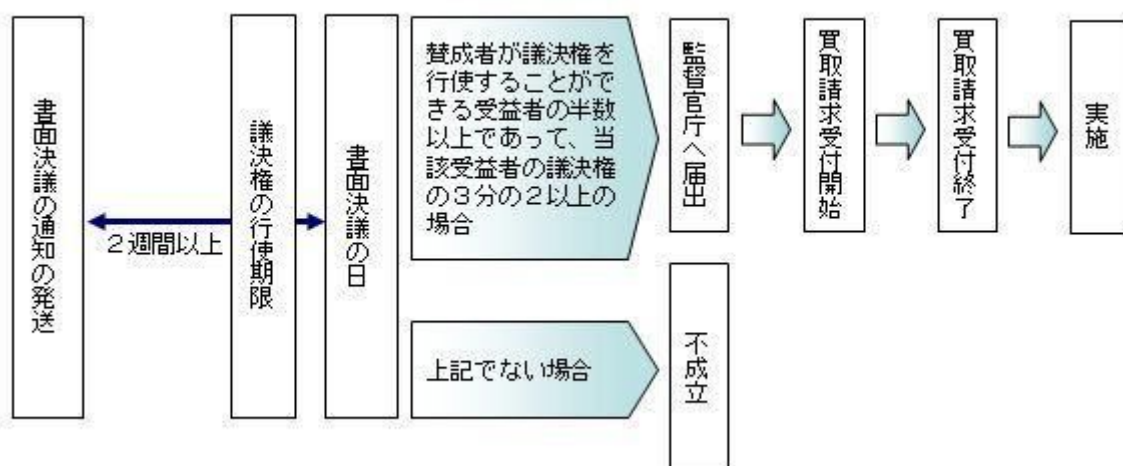 書面決議の通知の発送
２週間以上
議決権の行使期限
書面決議の日
賛成者が議決権を
行使することがで
きる受益者の半数
以上であって、当
該受益者の議決権
の３分の２以上の
場合
監督官庁へ届出
買取請求受付開始
買取請求受付終了
実施
上記でない場合
不成立